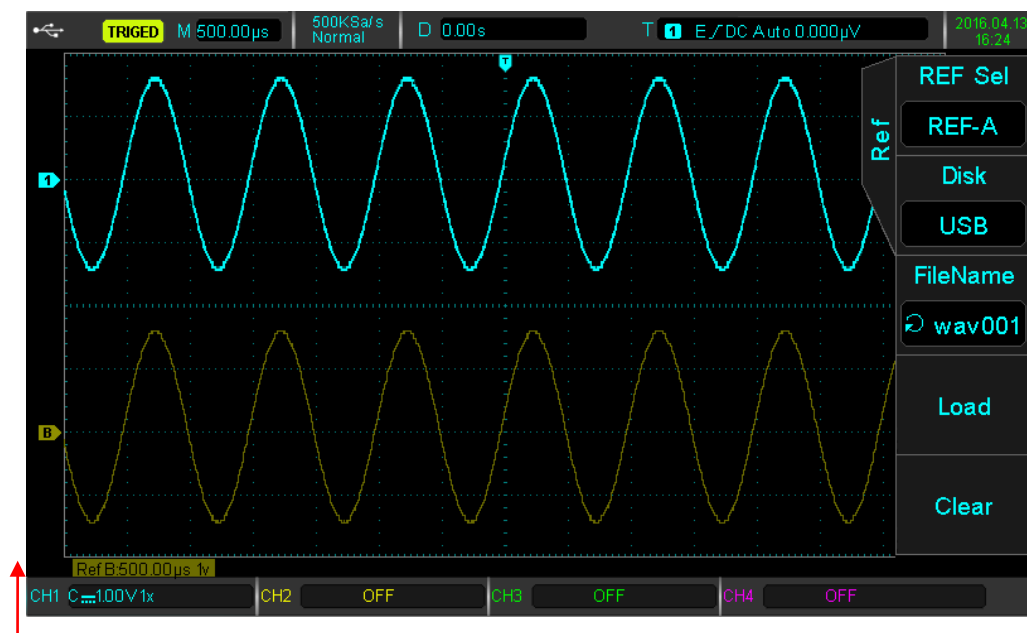 TRIGED M 500.00μs 500KSa/s Normal D 0.00s T 1 E DC Auto 0.000μV 2016.04.13 16:24
T
REF Sel
REF-A
Ref
Disk
1
USB
FileName
wav001
Load
B
Clear
Ref B:500.00μs 1v
CH1 C 1.00V 1x CH2 OFF CH3 OFF CH4 OFF